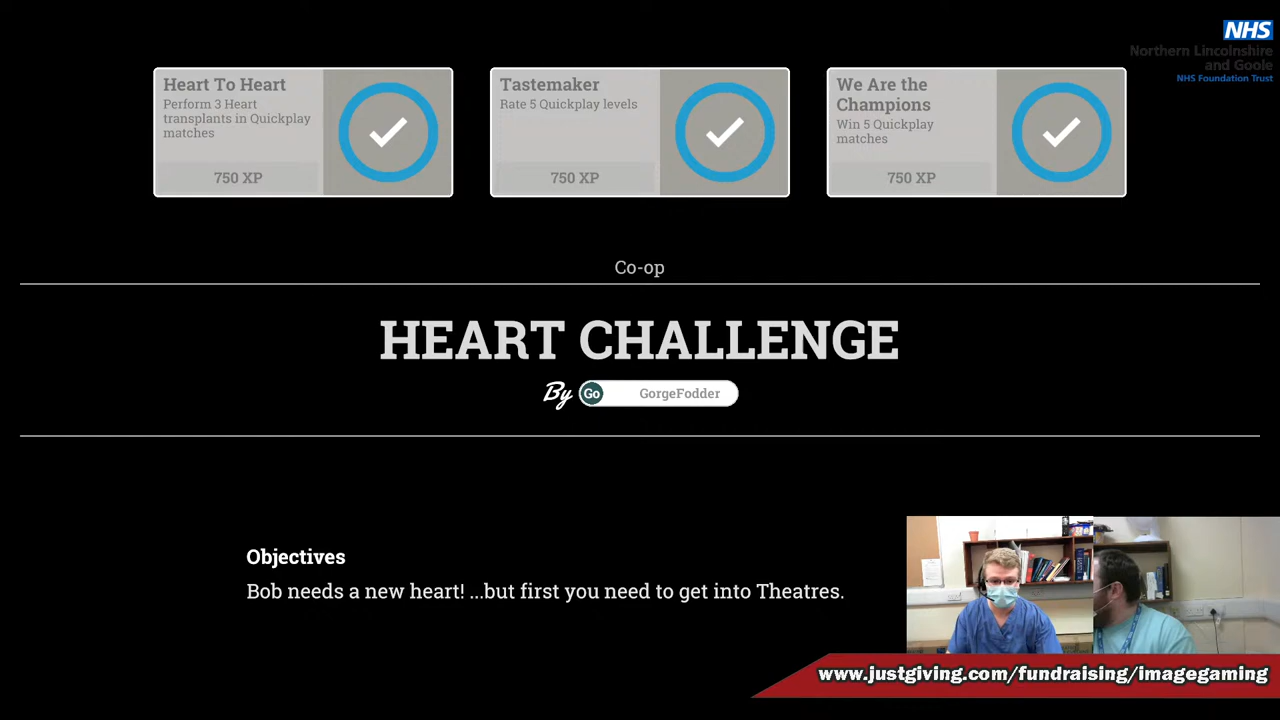 NHS
Northern Lincolnshire
and Goole
NHS Foundation Trust
Heart To Heart
Perform 3 Heart
transplants in Quickplay
matches
750 XP
Tastemaker
Rate 5 Quickplay levels
750 XP
We Are the
Champions
Win 5 Quickplay
matches
750 XP
Co-op
HEART CHALLENGE
By Go GorgeFodder
Objectives
Bob needs a new heart! ...but first you need to get into Theatres.
www.justgiving.com/fundraising/imagegaming